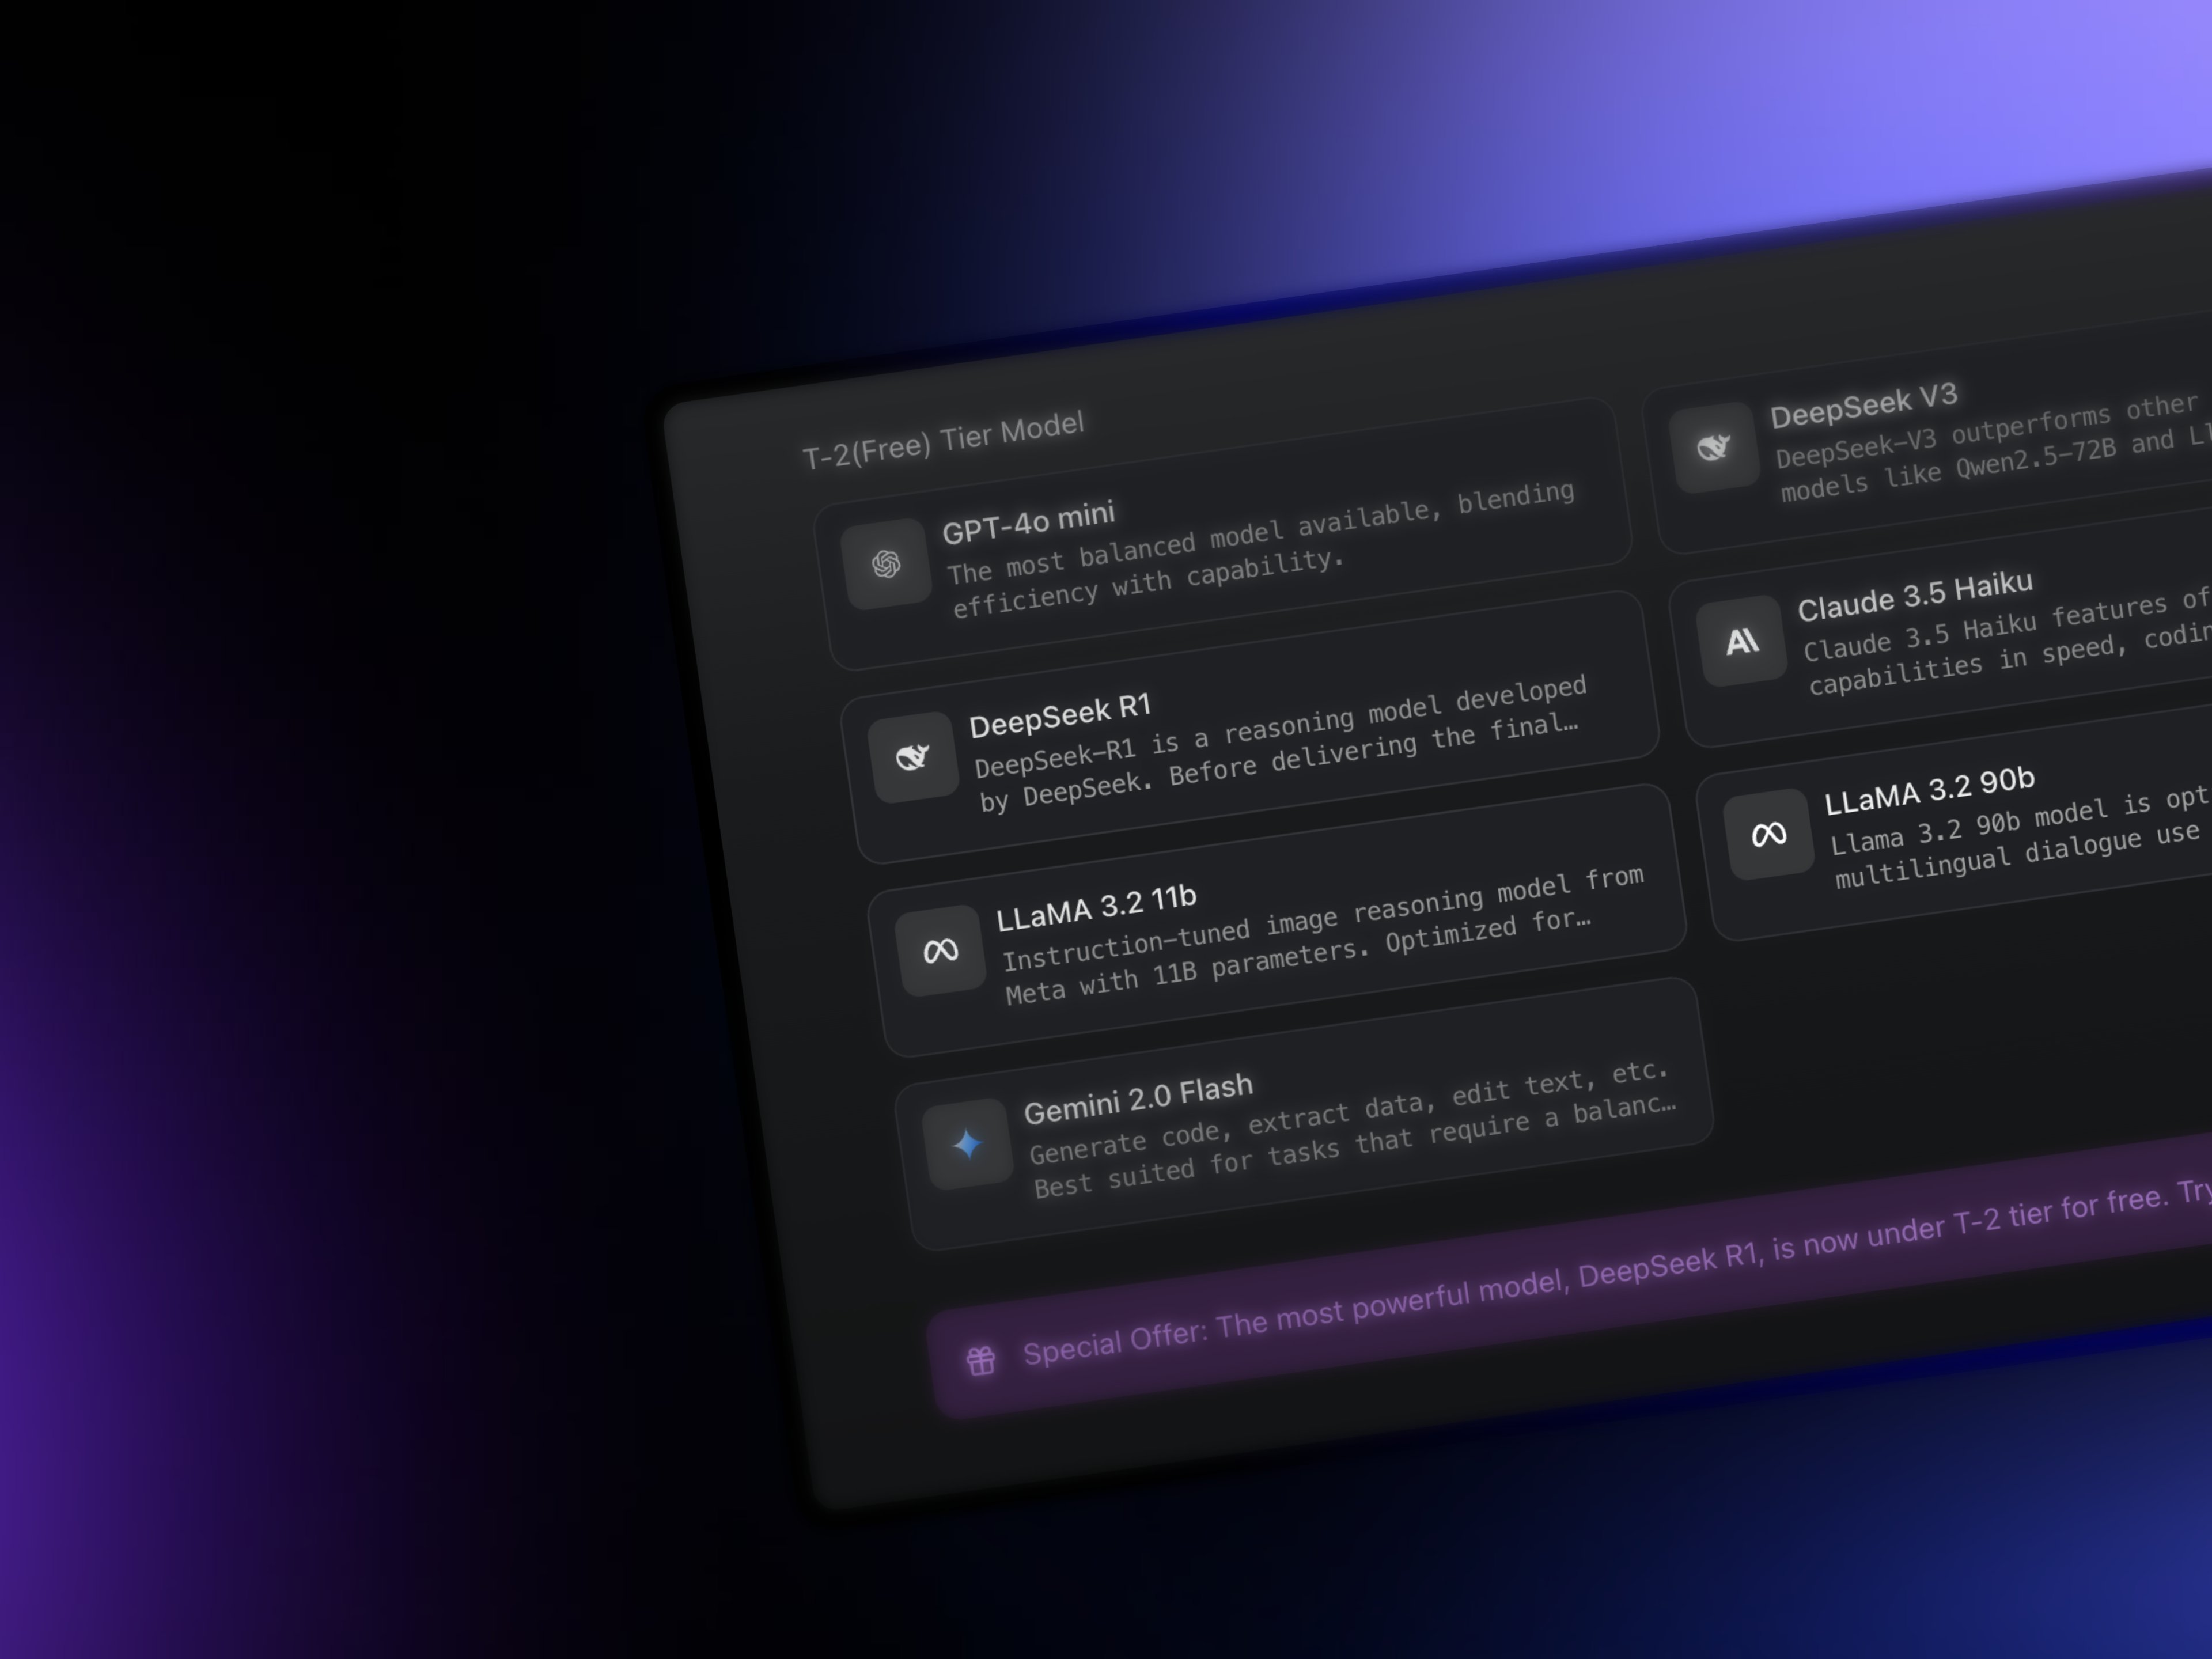 T-2(Free) Tier Model
GPT-4o mini
The most balanced model available, blending
efficiency with capability.
DeepSeek V3
DeepSeek-V3 outperforms other
models like Qwen2.5-72B and Ll
DeepSeek R1
DeepSeek-R1 is a reasoning model developed
by DeepSeek. Before delivering the final…
Claude 3.5 Haiku
Claude 3.5 Haiku features of
capabilities in speed, codin
LLaMA 3.2 11b
Instruction-tuned image reasoning model from
Meta with 11B parameters. Optimized for…
LLaMA 3.2 90b
Llama 3.2 90b model is opt
multilingual dialogue use
Gemini 2.0 Flash
Generate code, extract data, edit text, etc.
Best suited for tasks that require a balanc…
Special Offer: The most powerful model, DeepSeek R1, is now under T-2 tier for free. Try